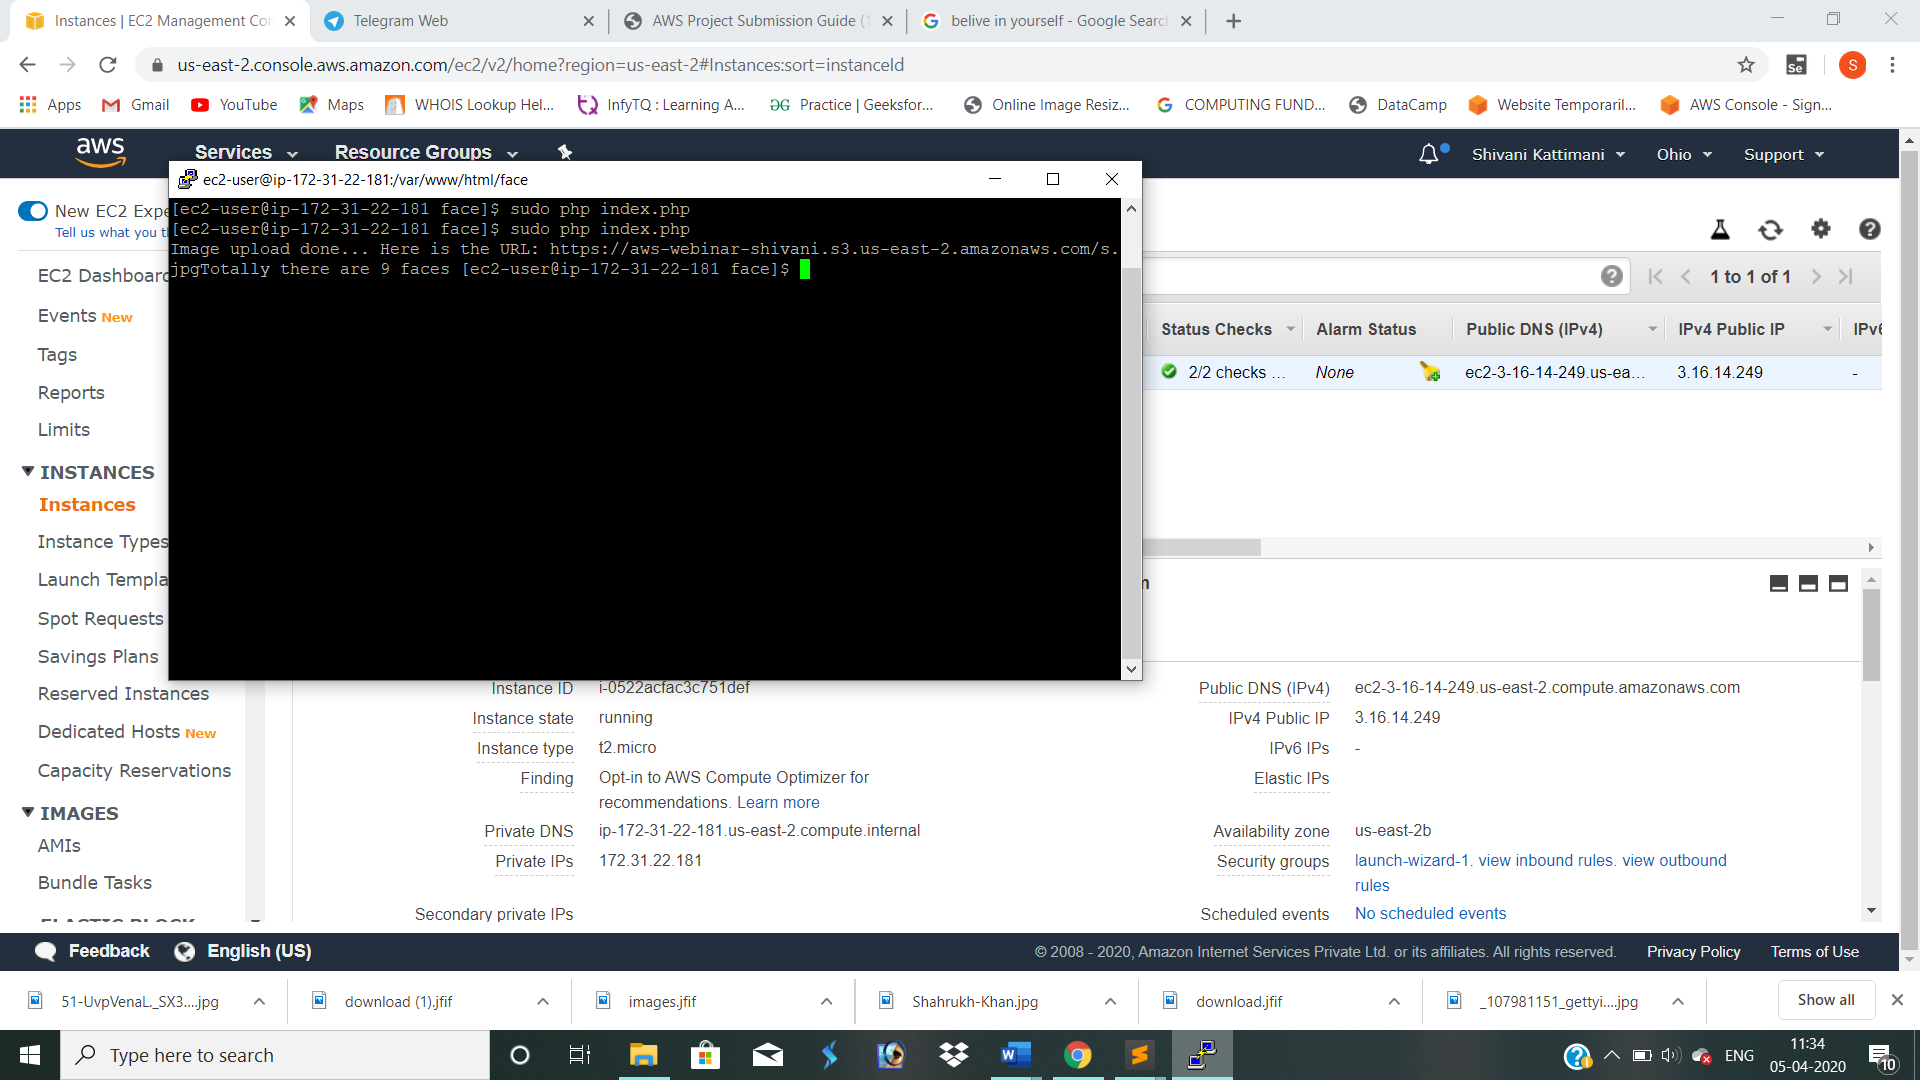 Instances | EC2 Management Con
Telegram Web
AWS Project Submission Guide (1
belive in yourself - Google Search
us-east-2.console.aws.amazon.com/ec2/v2/home?region=us-east-2#Instances:sort=instanceId
Se
S
Apps
Gmail
YouTube
Maps
WHOIS Lookup Hel...
InfyTQ : Learning A...
Practice | Geeksfor...
Online Image Resiz...
COMPUTING FUND...
DataCamp
Website Temporaril...
AWS Console - Sign...
aws
Services
Resource Groups
Shivani Kattimani
Ohio
Support
ec2-user@ip-172-31-22-181:/var/www/html/face
[ec2-user@ip-172-31-22-181 face]$ sudo php index.php
[ec2-user@ip-172-31-22-181 face]$ sudo php index.php
Image upload done... Here is the URL: https://aws-webinar-shivani.s3.us-east-2.amazonaws.com/s.
jpgTotally there are 9 faces [ec2-user@ip-172-31-22-181 face]$
New EC2 Expe
Tell us what you t
EC2 Dashboard
Events New
Tags
Reports
Limits
INSTANCES
Instances
Instance Types
Launch Templa
Spot Requests
Savings Plans
Reserved Instances
Dedicated Hosts New
Capacity Reservations
IMAGES
AMIs
Bundle Tasks
ELASTIC BLOCK
1 to 1 of 1
Status Checks
Alarm Status
Public DNS (IPv4)
IPv4 Public IP
IPv6
2/2 checks ...
None
ec2-3-16-14-249.us-ea...
3.16.14.249
-
Instance ID i-0522acfac3c751def
Instance state running
Instance type t2.micro
Finding Opt-in to AWS Compute Optimizer for
recommendations. Learn more
Private DNS ip-172-31-22-181.us-east-2.compute.internal
Private IPs 172.31.22.181
Secondary private IPs
Public DNS (IPv4) ec2-3-16-14-249.us-east-2.compute.amazonaws.com
IPv4 Public IP 3.16.14.249
IPv6 IPs -
Elastic IPs
Availability zone us-east-2b
Security groups launch-wizard-1. view inbound rules. view outbound
rules
Scheduled events No scheduled events
Feedback
English (US)
© 2008 - 2020, Amazon Internet Services Private Ltd. or its affiliates. All rights reserved.
Privacy Policy
Terms of Use
51-UvpVenaL._SX3....jpg
download (1).jfif
images.jfif
Shahrukh-Khan.jpg
download.jfif
_107981151_gettyi....jpg
Show all
Type here to search
ENG
11:34
05-04-2020
10